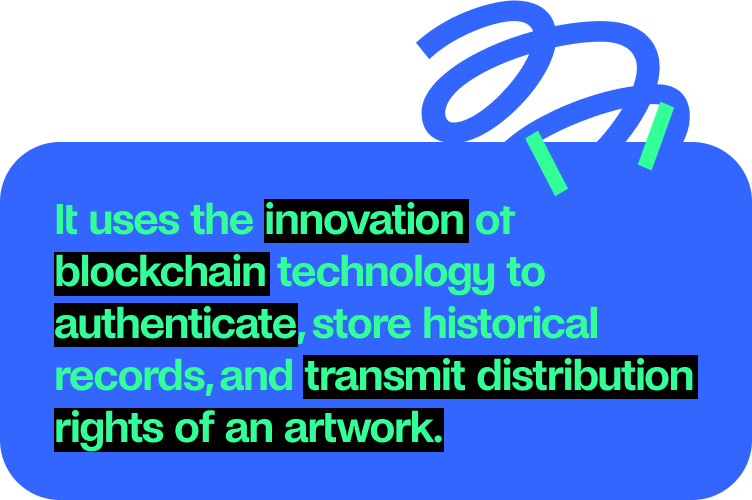 It uses the innovation of
blockchain technology to
authenticate, store historical
records, and transmit distribution
rights of an artwork.